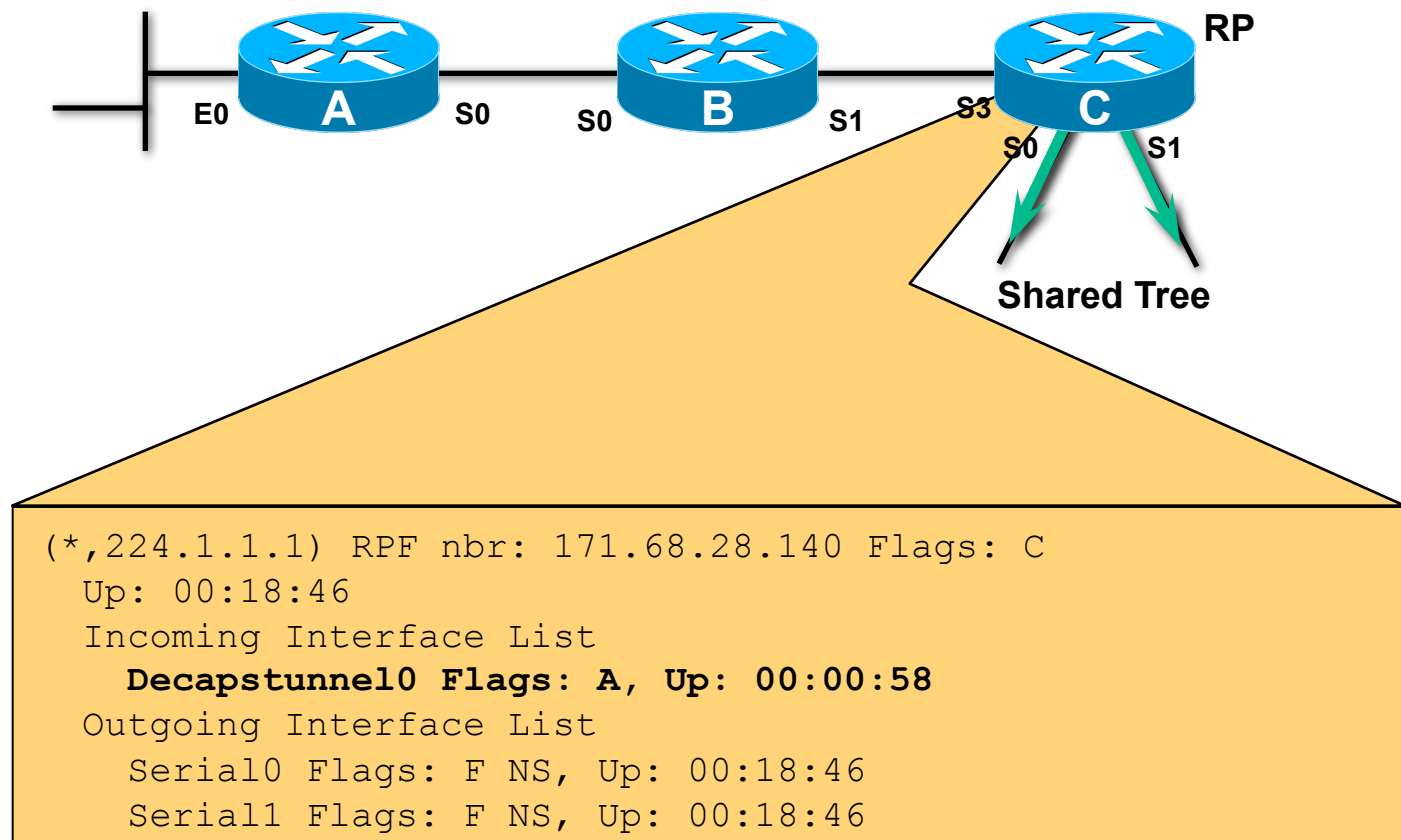 RP
A
B
C
E0
S0
S0
S1
S3
S0
S1
Shared Tree
(*,224.1.1.1) RPF nbr: 171.68.28.140 Flags: C
Up: 00:18:46
Incoming Interface List
Decapstunnel0 Flags: A, Up: 00:00:58
Outgoing Interface List
Serial0 Flags: F NS, Up: 00:18:46
Serial1 Flags: F NS, Up: 00:18:46